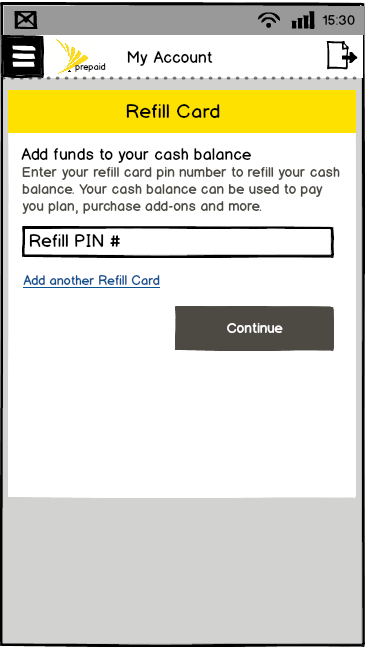 15:30
prepaid
My Account
Refill Card
Add funds to your cash balance
Enter your refill card pin number to refill your cash
balance. Your cash balance can be used to pay
you plan, purchase add-ons and more.
Refill PIN #
Add another Refill Card
Continue